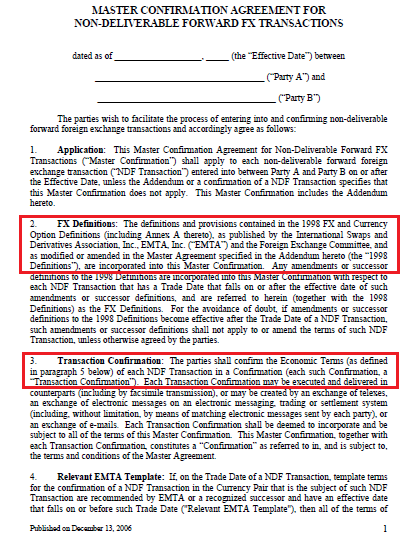 MASTER CONFIRMATION AGREEMENT FOR
NON-DELIVERABLE FORWARD FX TRANSACTIONS
dated as of ____________________, _____ (the “Effective Date”) between
________________________________________ (“Party A”) and
__________________________________________ (“Party B”)
The parties wish to facilitate the process of entering into and confirming non-deliverable
forward foreign exchange transactions and accordingly agree as follows:
1. Application: This Master Confirmation Agreement for Non-Deliverable Forward FX
Transactions (“Master Confirmation”) shall apply to each non-deliverable forward foreign
exchange transaction (“NDF Transaction”) entered into between Party A and Party B on or after
the Effective Date, unless the Addendum or a confirmation of a NDF Transaction specifies that
this Master Confirmation does not apply. This Master Confirmation includes the Addendum
hereto.
2. FX Definitions: The definitions and provisions contained in the 1998 FX and Currency
Option Definitions (including Annex A thereto), as published by the International Swaps and
Derivatives Association, Inc., EMTA, Inc. (“EMTA”) and the Foreign Exchange Committee, and
as modified or amended in the Master Agreement specified in the Addendum hereto (the “1998
Definitions”), are incorporated into this Master Confirmation. Any amendments or successor
definitions to the 1998 Definitions are incorporated into this Master Confirmation with respect to
each NDF Transaction that has a Trade Date that falls on or after the effective date of such
amendments or successor definitions, and are referred to herein (together with the 1998
Definitions) as the FX Definitions. For the avoidance of doubt, if amendments or successor
definitions to the 1998 Definitions become effective after the Trade Date of a NDF Transaction,
such amendments or successor definitions shall not apply to or amend the terms of such NDF
Transaction, unless otherwise agreed by the parties.
3. Transaction Confirmation: The parties shall confirm the Economic Terms (as defined
in paragraph 5 below) of each NDF Transaction in a Confirmation (each such Confirmation, a
“Transaction Confirmation”). Each Transaction Confirmation may be executed and delivered in
counterparts (including by facsimile transmission), or may be created by an exchange of telexes,
an exchange of electronic messages on an electronic messaging, trading or settlement system
(including, without limitation, by means of matching electronic messages sent by each party), or
an exchange of e-mails. Each Transaction Confirmation shall be deemed to incorporate and be
subject to all of the terms of this Master Confirmation. This Master Confirmation, together with
each Transaction Confirmation, constitutes a “Confirmation” as referred to in, and is subject to,
the terms and conditions of the Master Agreement.
4. Relevant EMTA Template: If, on the Trade Date of a NDF Transaction, template terms
for the confirmation of a NDF Transaction in the Currency Pair that is the subject of such NDF
Transaction are recommended by EMTA or a recognized successor and have an effective date
that falls on or before such Trade Date ("Relevant EMTA Template"), then all of the terms of
Published on December 13, 2006 1